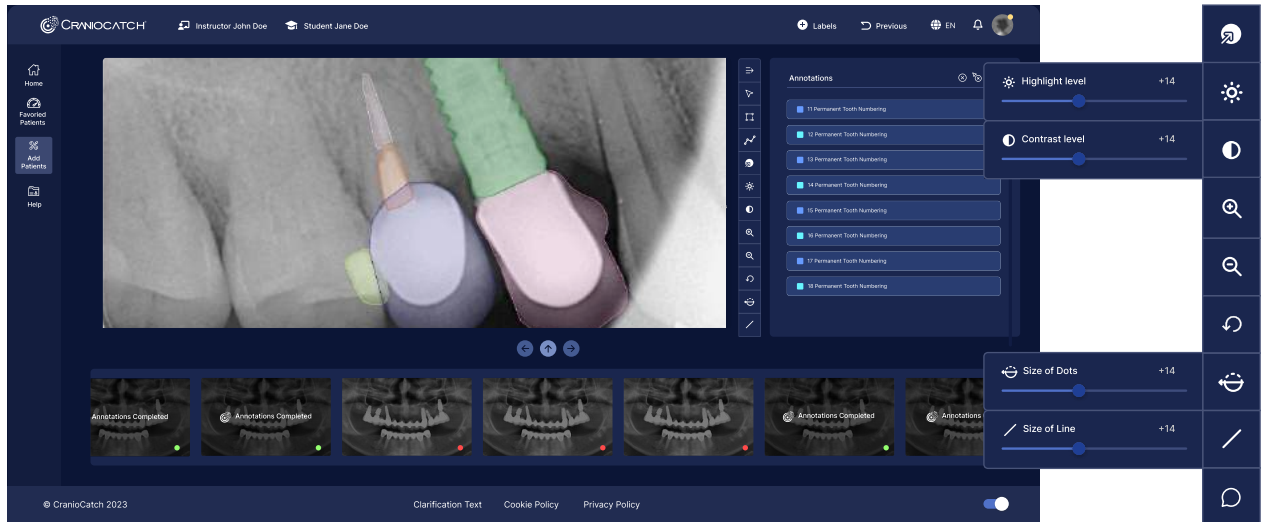 CRANIOCATCH
Instructor John Doe
Student Jane Doe
Labels
Previous
EN
Home
Favoried
Patients
Add
Patients
Help
Annotations
11 Permanent Tooth Numbering
12 Permanent Tooth Numbering
13 Permanent Tooth Numbering
14 Permanent Tooth Numbering
15 Permanent Tooth Numbering
16 Permanent Tooth Numbering
17 Permanent Tooth Numbering
18 Permanent Tooth Numbering
Highlight level +14
Contrast level +14
Size of Dots +14
Size of Line +14
Annotations Completed
Annotations Completed
Annotations Completed
Annotations
© CranioCatch 2023
Clarification Text
Cookie Policy
Privacy Policy